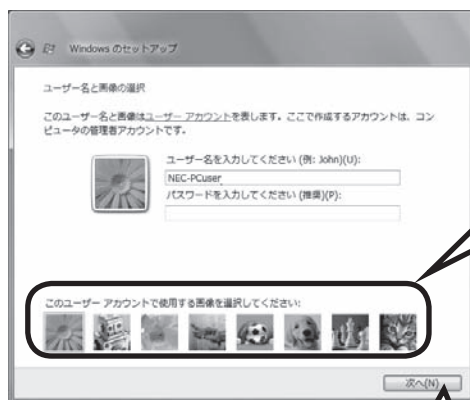 Windows のセットアップ
ユーザー名と画像の選択
このユーザー名と画像はユーザー アカウントを表します。ここで作成するアカウントは、コン
ピュータの管理者アカウントです。
ユーザー名を入力してください (例: John)(U):
NEC-PCuser
パスワードを入力してください (推奨)(P):
このユーザー アカウントで使用する画像を選択してください:
次へ(N)